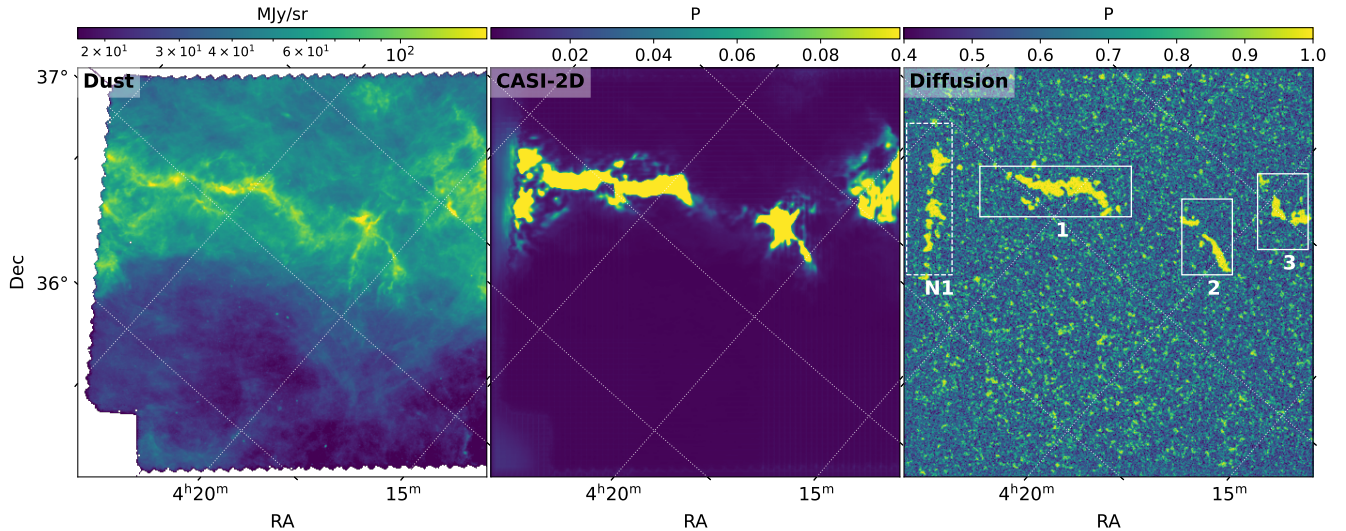 MJy/sr P P
2 × 10¹ 3 × 10¹ 4 × 10¹ 6 × 10¹ 10² 0.02 0.04 0.06 0.08 0.4 0.5 0.6 0.7 0.8 0.9 1.0
37° Dust CASI-2D Diffusion
1
3
36° N1 2
Dec
4ʰ20ᵐ 15ᵐ 4ʰ20ᵐ 15ᵐ 4ʰ20ᵐ 15ᵐ
RA RA RA